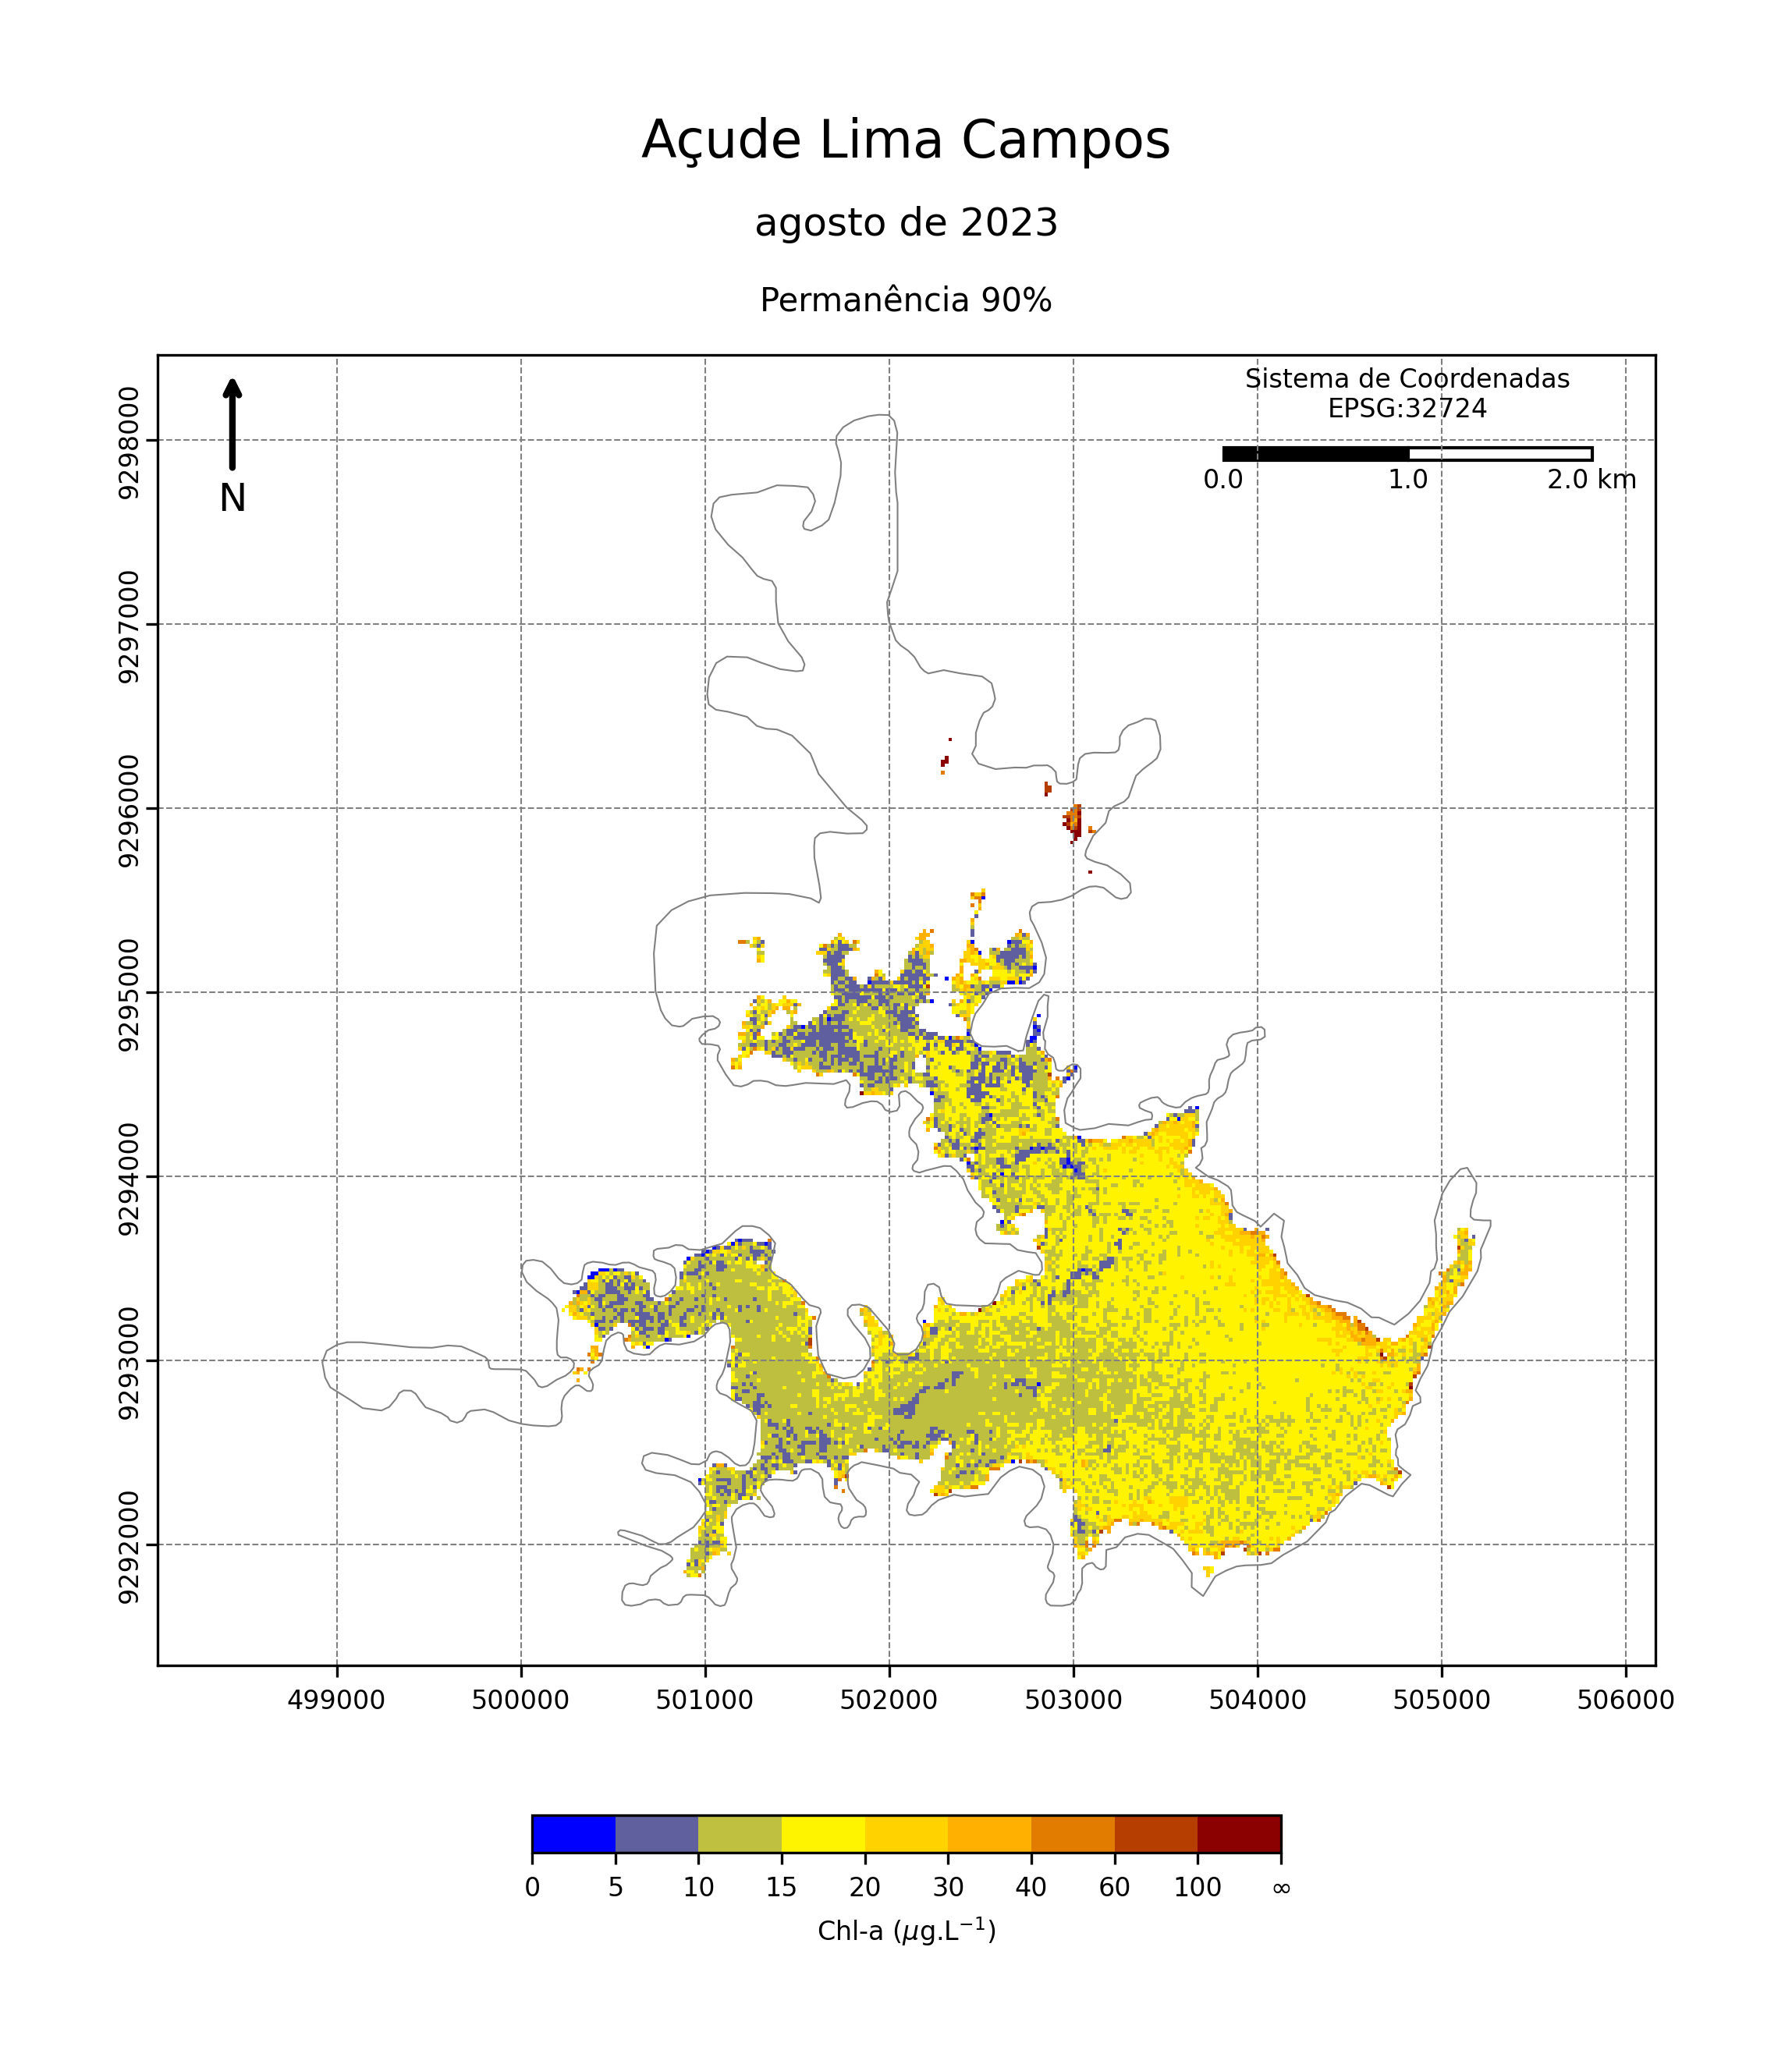 Açude Lima Campos
agosto de 2023
Permanência 90%
Sistema de Coordenadas
EPSG:32724
0.0 1.0 2.0 km
N
9298000
9297000
9296000
9295000
9294000
9293000
9292000
499000 500000 501000 502000 503000 504000 505000 506000
0 5 10 15 20 30 40 60 100 ∞
Chl-a (μg.L⁻¹)